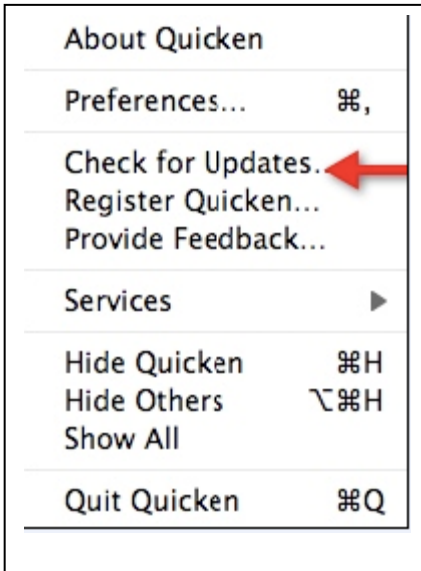 About Quicken
Preferences... ⌘,
Check for Updates..
Register Quicken...
Provide Feedback...
Services ▶
Hide Quicken ⌘H
Hide Others ⌥⌘H
Show All
Quit Quicken ⌘Q